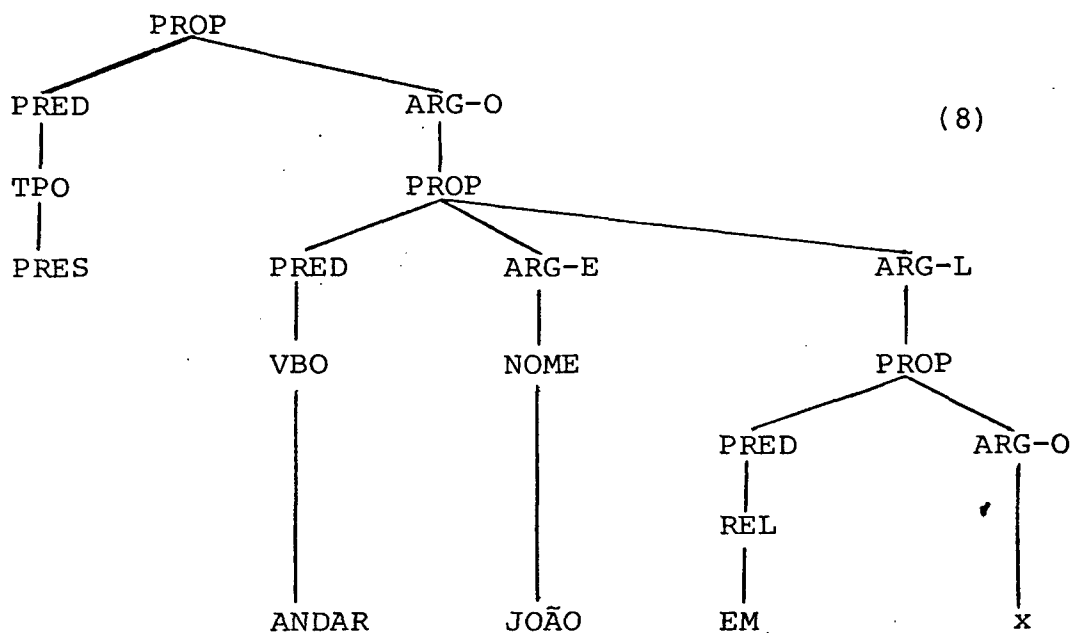 PROP
PRED ARG-O (8)
TPO PROP
PRES PRED ARG-E ARG-L
VBO NOME PROP
PRED ARG-O
REL
ANDAR JOÃO EM x